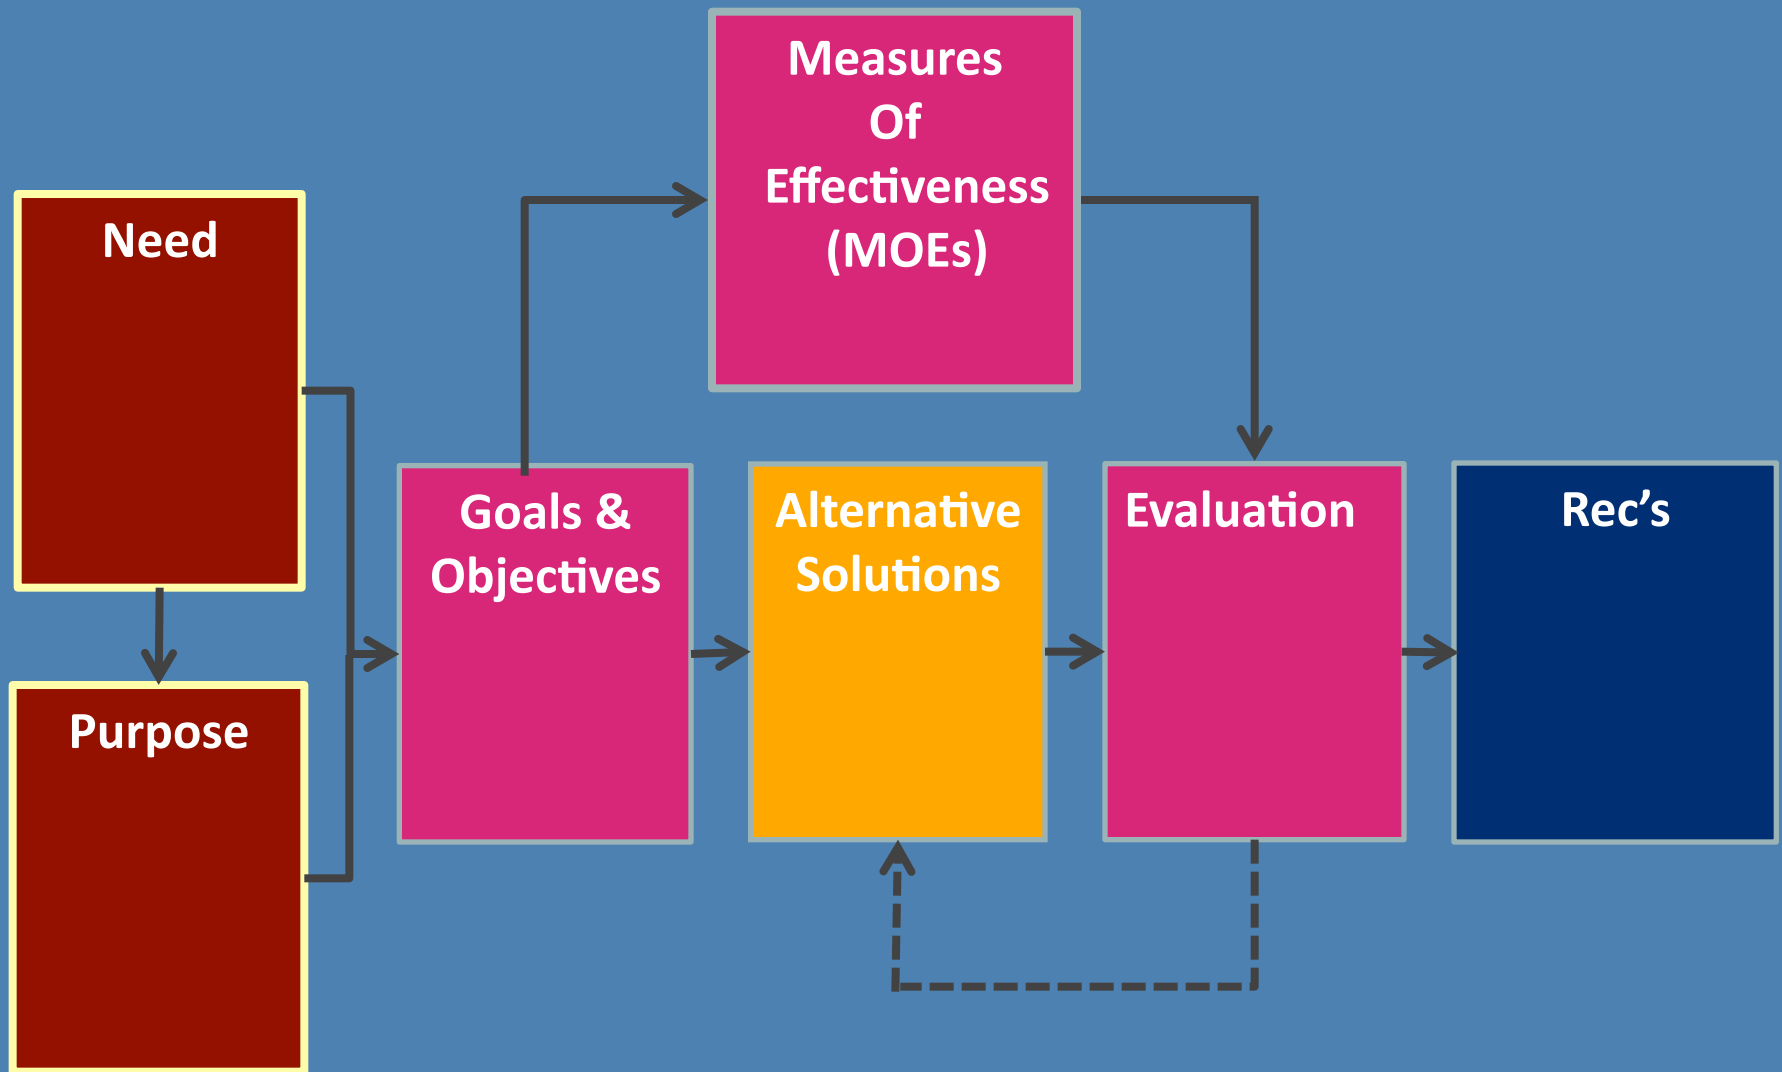 Measures
Of
Effectiveness
(MOEs)
Need
Purpose
Goals &
Objectives
Alternative
Solutions
Evaluation
Rec’s